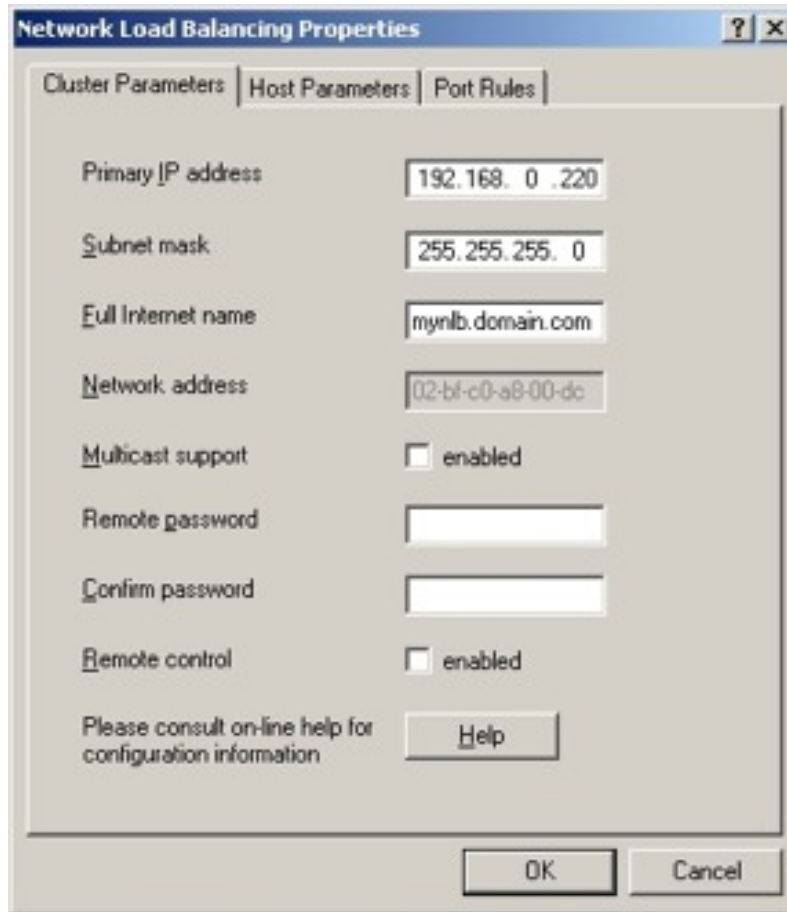 Network Load Balancing Properties
Cluster Parameters Host Parameters Port Rules
Primary IP address 192.168. 0 .220
Subnet mask 255.255.255. 0
Full Internet name mynlb.domain.com
Network address 02-bf-c0-a8-00-dc
Multicast support enabled
Remote password
Confirm password
Remote control enabled
Please consult on-line help for
configuration information Help
OK Cancel